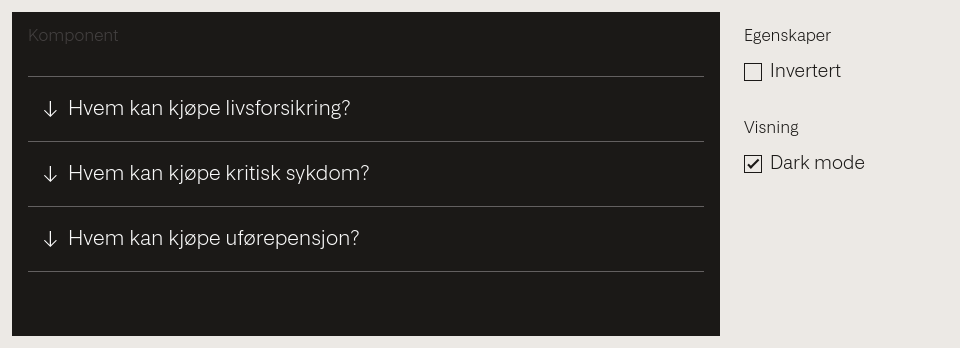 Komponent
Hvem kan kjøpe livsforsikring?
Hvem kan kjøpe kritisk sykdom?
Hvem kan kjøpe uførepensjon?
Egenskaper
Invertert
Visning
Dark mode